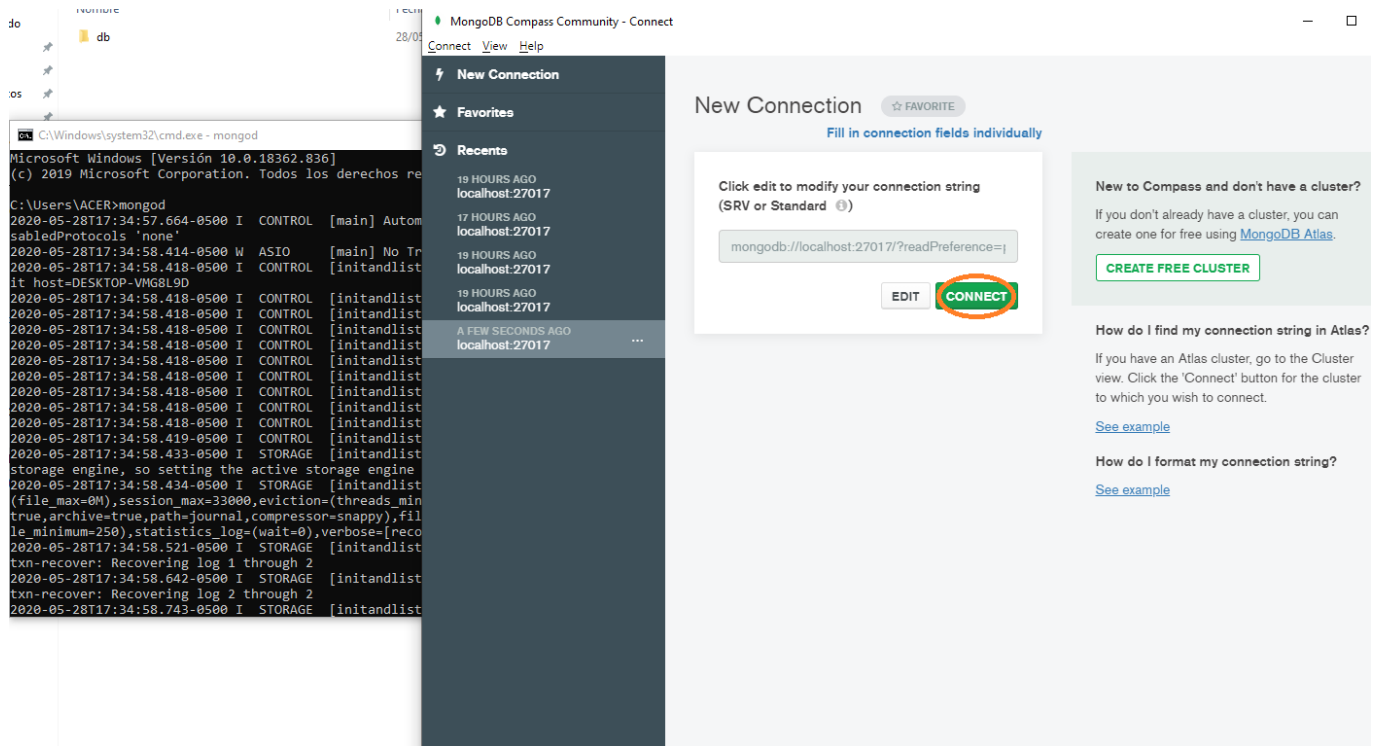 do
Nombre
db
28/05
tos
C:\Windows\system32\cmd.exe - mongod
Microsoft Windows [Versión 10.0.18362.836]
(c) 2019 Microsoft Corporation. Todos los derechos re
C:\Users\ACER>mongod
2020-05-28T17:34:57.664-0500 I  CONTROL  [main] Autom
sabledProtocols 'none'
2020-05-28T17:34:58.414-0500 W  ASIO     [main] No Tr
2020-05-28T17:34:58.418-0500 I  CONTROL  [initandlist
it host=DESKTOP-VMG8L9D
2020-05-28T17:34:58.418-0500 I  CONTROL  [initandlist
2020-05-28T17:34:58.418-0500 I  CONTROL  [initandlist
2020-05-28T17:34:58.418-0500 I  CONTROL  [initandlist
2020-05-28T17:34:58.418-0500 I  CONTROL  [initandlist
2020-05-28T17:34:58.418-0500 I  CONTROL  [initandlist
2020-05-28T17:34:58.418-0500 I  CONTROL  [initandlist
2020-05-28T17:34:58.418-0500 I  CONTROL  [initandlist
2020-05-28T17:34:58.418-0500 I  CONTROL  [initandlist
2020-05-28T17:34:58.418-0500 I  CONTROL  [initandlist
2020-05-28T17:34:58.419-0500 I  CONTROL  [initandlist
2020-05-28T17:34:58.433-0500 I  STORAGE  [initandlist
storage engine, so setting the active storage engine
2020-05-28T17:34:58.434-0500 I  STORAGE  [initandlist
(file_max=0M),session_max=33000,eviction=(threads_min
true,archive=true,path=journal,compressor=snappy),fil
le_minimum=250),statistics_log=(wait=0),verbose=[reco
2020-05-28T17:34:58.521-0500 I  STORAGE  [initandlist
txn-recover: Recovering log 1 through 2
2020-05-28T17:34:58.642-0500 I  STORAGE  [initandlist
txn-recover: Recovering log 2 through 2
2020-05-28T17:34:58.743-0500 I  STORAGE  [initandlist
MongoDB Compass Community - Connect
Connect View Help
New Connection
Favorites
Recents
19 HOURS AGO
localhost:27017
17 HOURS AGO
localhost:27017
19 HOURS AGO
localhost:27017
19 HOURS AGO
localhost:27017
A FEW SECONDS AGO
localhost:27017
...
New Connection
FAVORITE
Fill in connection fields individually
Click edit to modify your connection string
(SRV or Standard )
mongodb://localhost:27017/?readPreference=p
EDIT
CONNECT
New to Compass and don't have a cluster?
If you don't already have a cluster, you can
create one for free using MongoDB Atlas.
CREATE FREE CLUSTER
How do I find my connection string in Atlas?
If you have an Atlas cluster, go to the Cluster
view. Click the 'Connect' button for the cluster
to which you wish to connect.
See example
How do I format my connection string?
See example